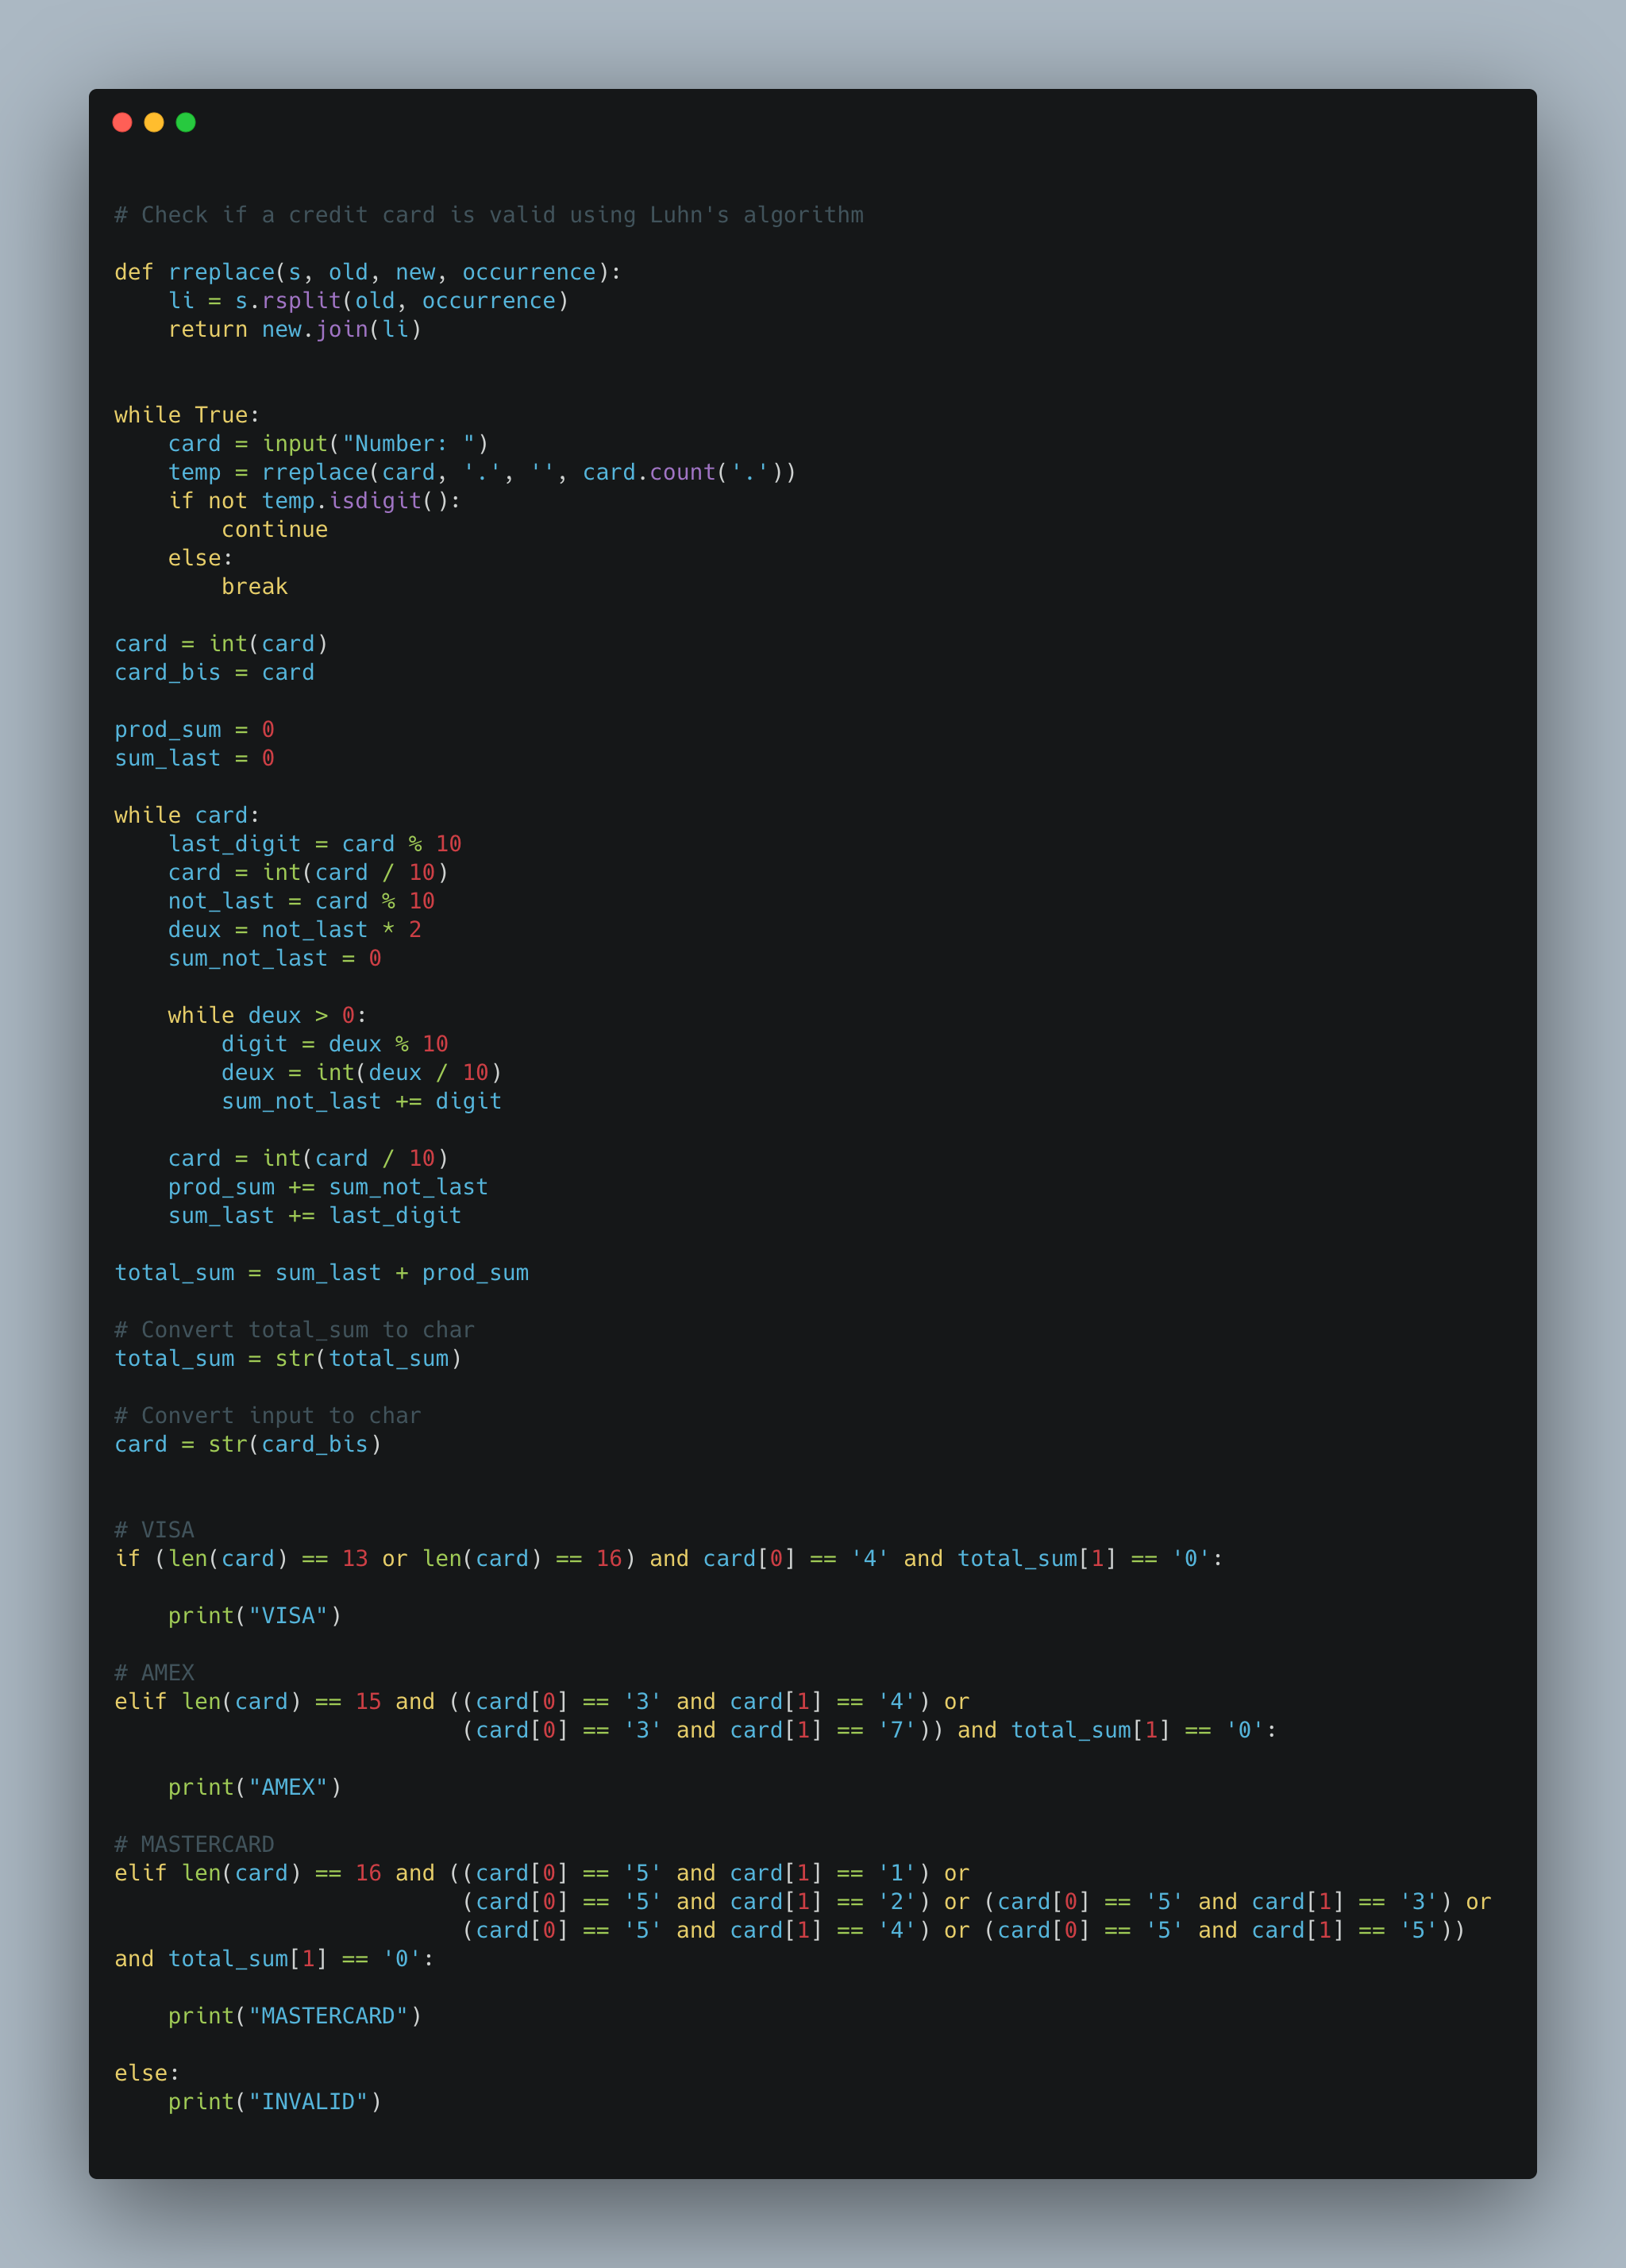 # Check if a credit card is valid using Luhn's algorithm
def rreplace(s, old, new, occurrence):
    li = s.rsplit(old, occurrence)
    return new.join(li)
while True:
    card = input("Number: ")
    temp = rreplace(card, '.', '', card.count('.'))
    if not temp.isdigit():
        continue
    else:
        break
card = int(card)
card_bis = card
prod_sum = 0
sum_last = 0
while card:
    last_digit = card % 10
    card = int(card / 10)
    not_last = card % 10
    deux = not_last * 2
    sum_not_last = 0
    while deux > 0:
        digit = deux % 10
        deux = int(deux / 10)
        sum_not_last += digit
    card = int(card / 10)
    prod_sum += sum_not_last
    sum_last += last_digit
total_sum = sum_last + prod_sum
# Convert total_sum to char
total_sum = str(total_sum)
# Convert input to char
card = str(card_bis)
# VISA
if (len(card) == 13 or len(card) == 16) and card[0] == '4' and total_sum[1] == '0':
    print("VISA")
# AMEX
elif len(card) == 15 and ((card[0] == '3' and card[1] == '4') or
                          (card[0] == '3' and card[1] == '7')) and total_sum[1] == '0':
    print("AMEX")
# MASTERCARD
elif len(card) == 16 and ((card[0] == '5' and card[1] == '1') or
                          (card[0] == '5' and card[1] == '2') or (card[0] == '5' and card[1] == '3') or
                          (card[0] == '5' and card[1] == '4') or (card[0] == '5' and card[1] == '5'))
and total_sum[1] == '0':
    print("MASTERCARD")
else:
    print("INVALID")